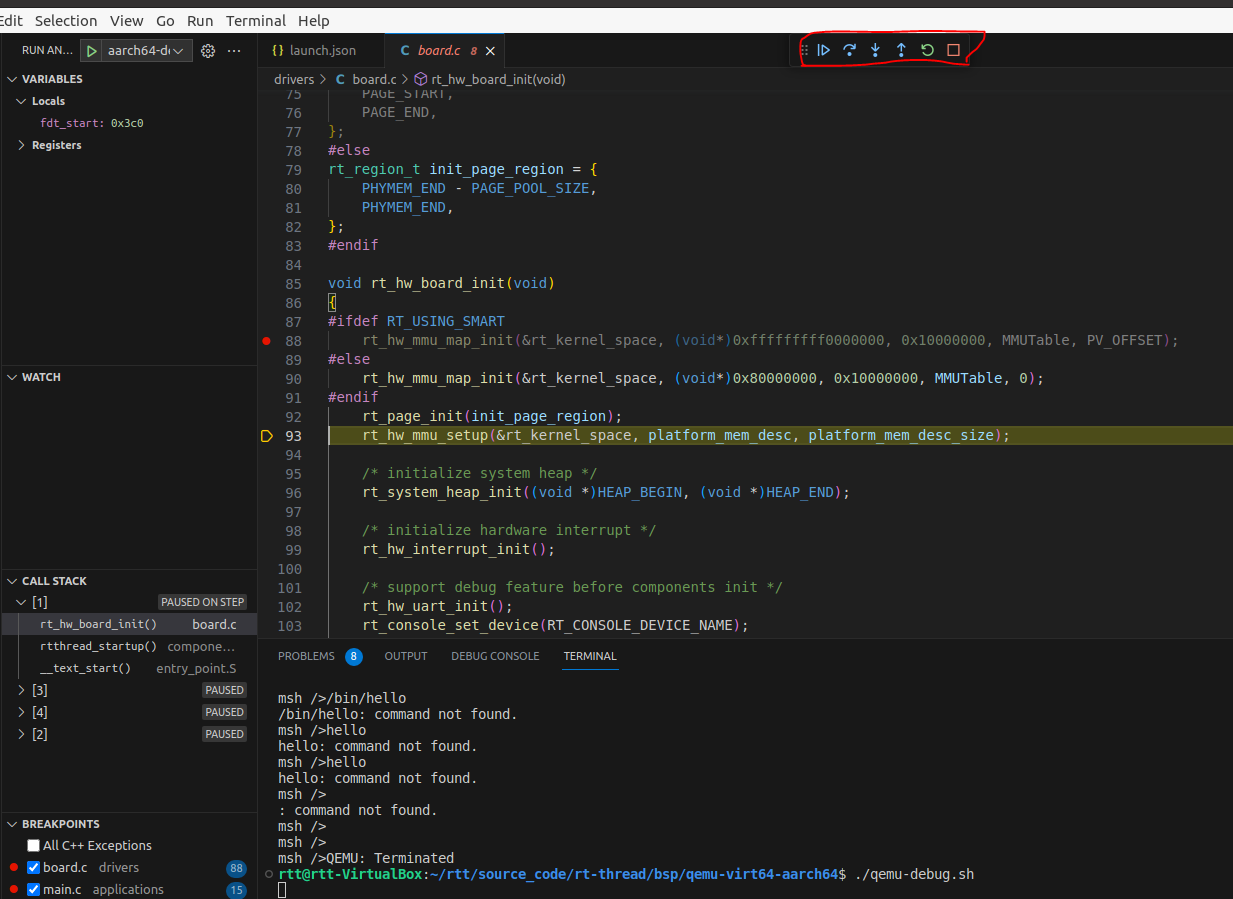 Edit Selection View Go Run Terminal Help
RUN AN... aarch64-de
launch.json
C board.c 8
drivers > C board.c > rt_hw_board_init(void)
VARIABLES
Locals
fdt_start: 0x3c0
Registers
75 PAGE_START,
76 PAGE_END,
77 };
78 #else
79 rt_region_t init_page_region = {
80 PHYMEM_END - PAGE_POOL_SIZE,
81 PHYMEM_END,
82 };
83 #endif
84
85 void rt_hw_board_init(void)
86 {
87 #ifdef RT_USING_SMART
88 rt_hw_mmu_map_init(&rt_kernel_space, (void*)0xfffffffff0000000, 0x10000000, MMUTable, PV_OFFSET);
89 #else
90 rt_hw_mmu_map_init(&rt_kernel_space, (void*)0x80000000, 0x10000000, MMUTable, 0);
91 #endif
92 rt_page_init(init_page_region);
93 rt_hw_mmu_setup(&rt_kernel_space, platform_mem_desc, platform_mem_desc_size);
94
95 /* initialize system heap */
96 rt_system_heap_init((void *)HEAP_BEGIN, (void *)HEAP_END);
97
98 /* initialize hardware interrupt */
99 rt_hw_interrupt_init();
100
101 /* support debug feature before components init */
102 rt_hw_uart_init();
103 rt_console_set_device(RT_CONSOLE_DEVICE_NAME);
WATCH
CALL STACK
[1] PAUSED ON STEP
rt_hw_board_init() board.c
rtthread_startup() compone...
__text_start() entry_point.S
[3] PAUSED
[4] PAUSED
[2] PAUSED
BREAKPOINTS
All C++ Exceptions
board.c drivers 88
main.c applications 15
PROBLEMS 8 OUTPUT DEBUG CONSOLE TERMINAL
msh />/bin/hello
/bin/hello: command not found.
msh />hello
hello: command not found.
msh />hello
hello: command not found.
msh />
: command not found.
msh />
msh />
msh />QEMU: Terminated
rtt@rtt-VirtualBox:~/rtt/source_code/rt-thread/bsp/qemu-virt64-aarch64$ ./qemu-debug.sh